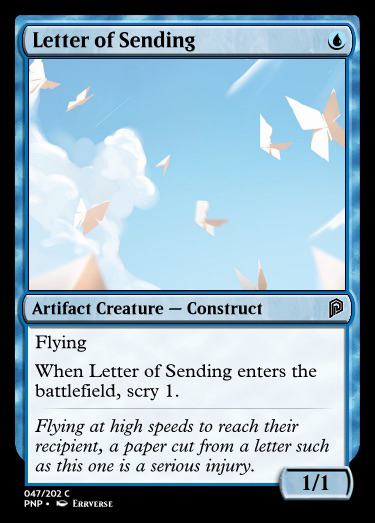 Letter of Sending
Artifact Creature — Construct
Flying
When Letter of Sending enters the
battlefield, scry 1.
Flying at high speeds to reach their
recipient, a paper cut from a letter such
as this one is a serious injury.
1/1
047/202 C
PNP • Errverse